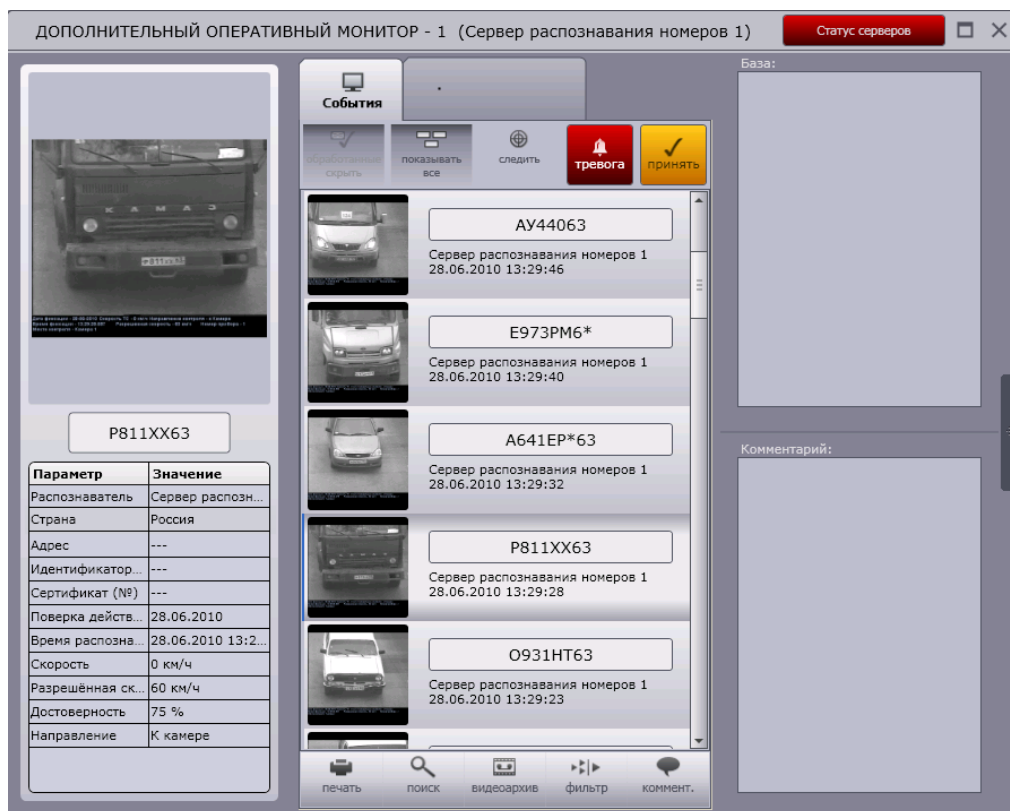 ДОПОЛНИТЕЛЬНЫЙ ОПЕРАТИВНЫЙ МОНИТОР - 1 (Сервер распознавания номеров 1)
Статус серверов
КАМАЗ
Р811ХХ63
Параметр Значение
Распознаватель Сервер распозн...
Страна Россия
Адрес ---
Идентификатор... ---
Сертификат (№) ---
Поверка действ... 28.06.2010
Время распозна... 28.06.2010 13:2...
Скорость 0 км/ч
Разрешённая ск... 60 км/ч
Достоверность 75 %
Направление К камере
События
.
скрыть
показывать все
следить
тревога
принять
АУ44063
Сервер распознавания номеров 1
28.06.2010 13:29:46
Е973РМ6*
Сервер распознавания номеров 1
28.06.2010 13:29:40
А641ЕР*63
Сервер распознавания номеров 1
28.06.2010 13:29:32
Р811ХХ63
Сервер распознавания номеров 1
28.06.2010 13:29:28
О931НТ63
Сервер распознавания номеров 1
28.06.2010 13:29:23
печать
поиск
видеоархив
фильтр
коммент.
База:
Комментарий: